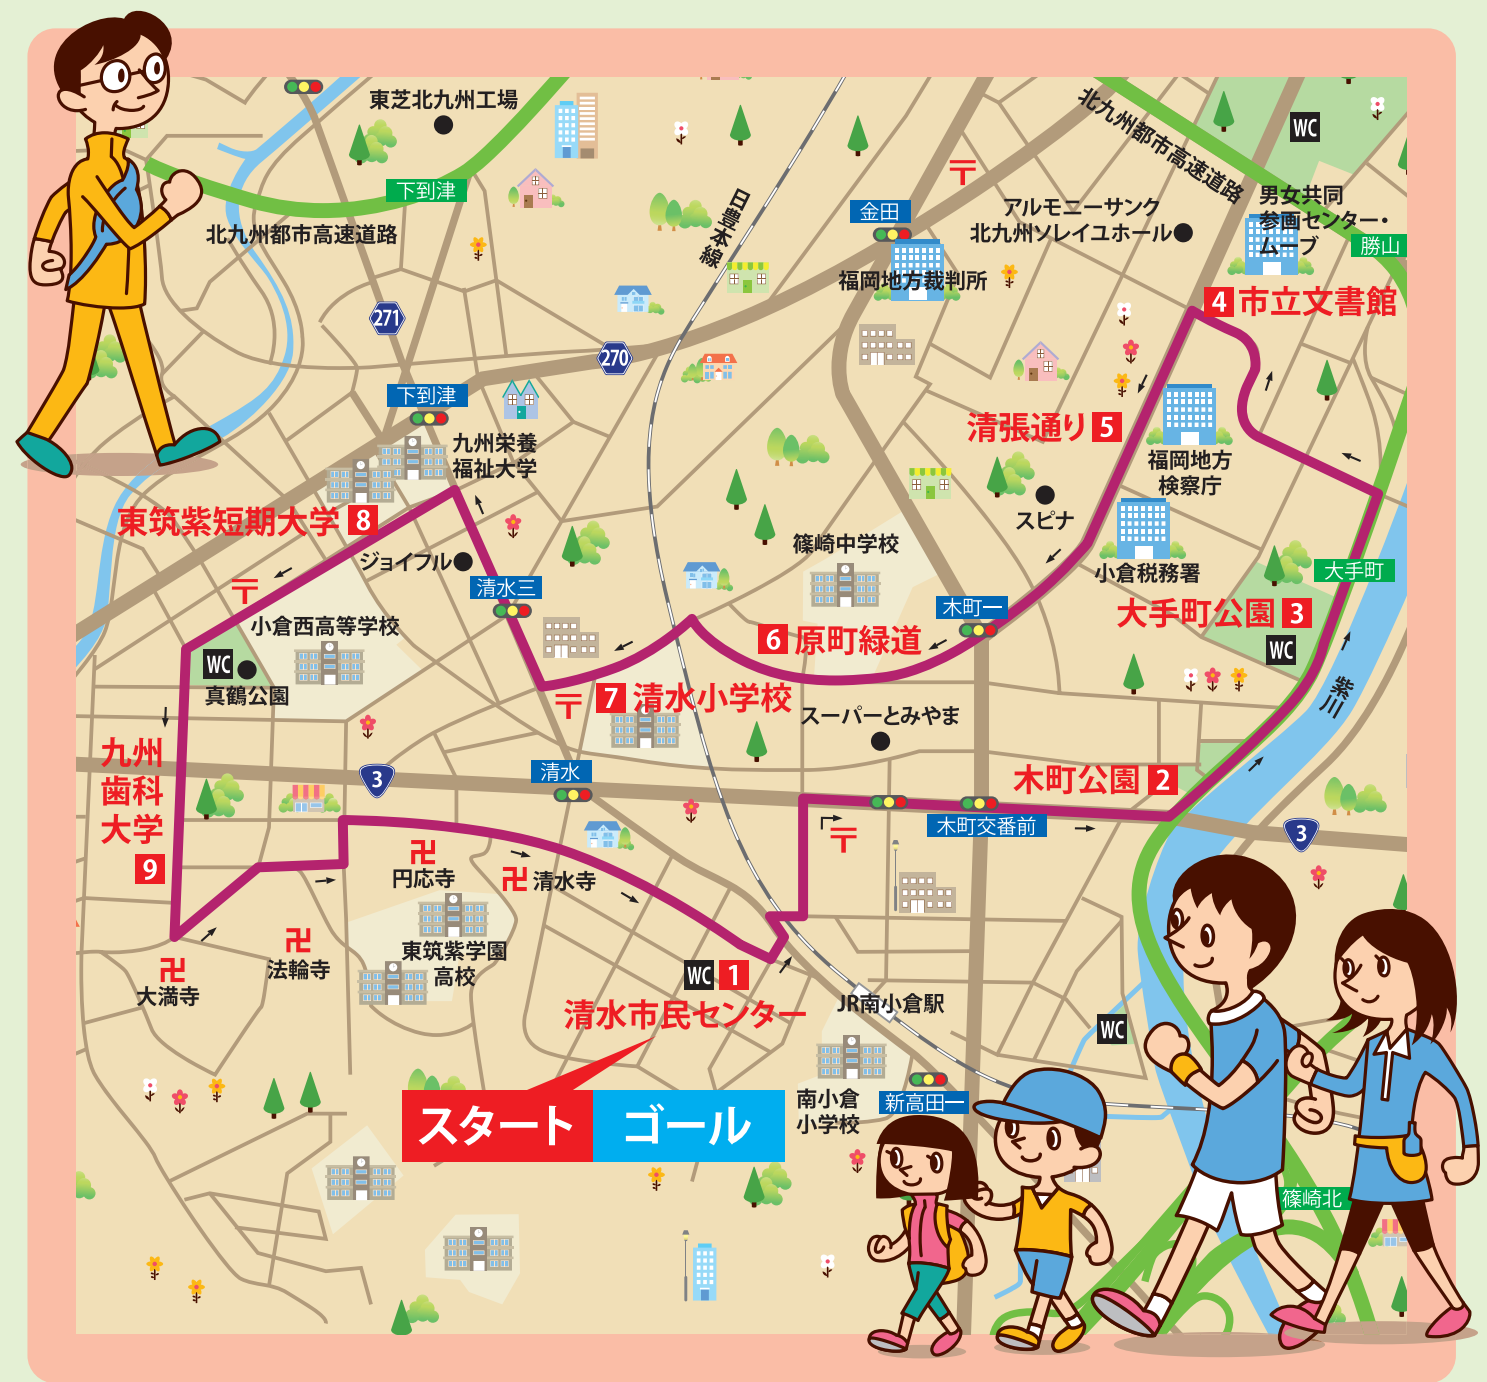 東芝北九州工場
下到津
北九州都市高速道路
日豊本線
〒
金田
アルモニーサンク
北九州ソレイユホール
福岡地方裁判所
北九州都市高速道路
WC
男女共同
参画センター・
ムーブ
勝山
4 市立文書館
271
270
下到津
九州栄養
福祉大学
東筑紫短期大学 8
ジョイフル
清水三
〒
小倉西高等学校
WC
真鶴公園
清張通り 5
スピナ
福岡地方
検察庁
小倉税務署
大手町
大手町公園 3
WC
紫川
篠崎中学校
木町一
6 原町緑道
〒
7 清水小学校
スーパーとみやま
九州
歯科
大学
9
3
清水
木町公園 2
木町交番前
〒
3
卍
円応寺
卍
清水寺
東筑紫学園
高校
卍
法輪寺
卍
大満寺
WC 1
清水市民センター
JR南小倉駅
WC
南小倉
小学校
新高田一
スタート
ゴール
篠崎北